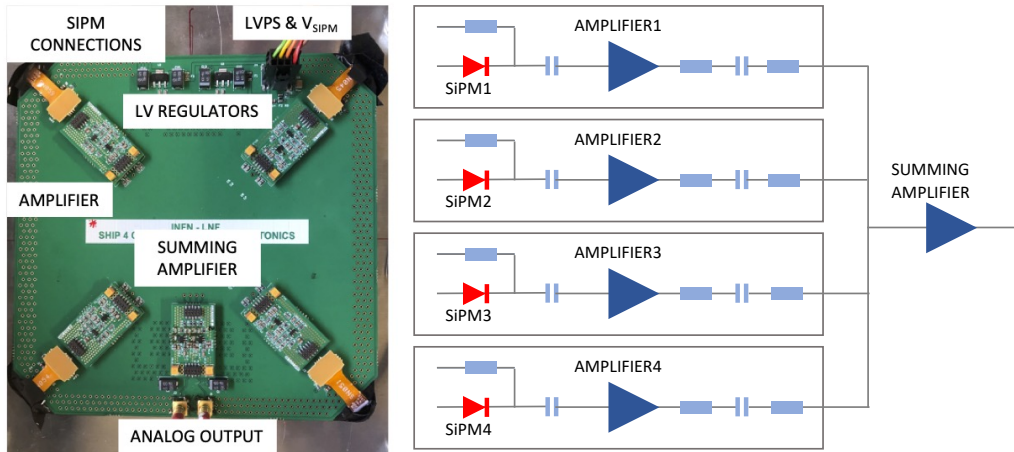 SIPM
CONNECTIONS
LVPS & VSIPM
LV REGULATORS
AMPLIFIER
INFN - LNF
SHIP 4
SUMMING
AMPLIFIER
ANALOG OUTPUT
AMPLIFIER1
SiPM1
AMPLIFIER2
SiPM2
AMPLIFIER3
SiPM3
AMPLIFIER4
SiPM4
SUMMING
AMPLIFIER